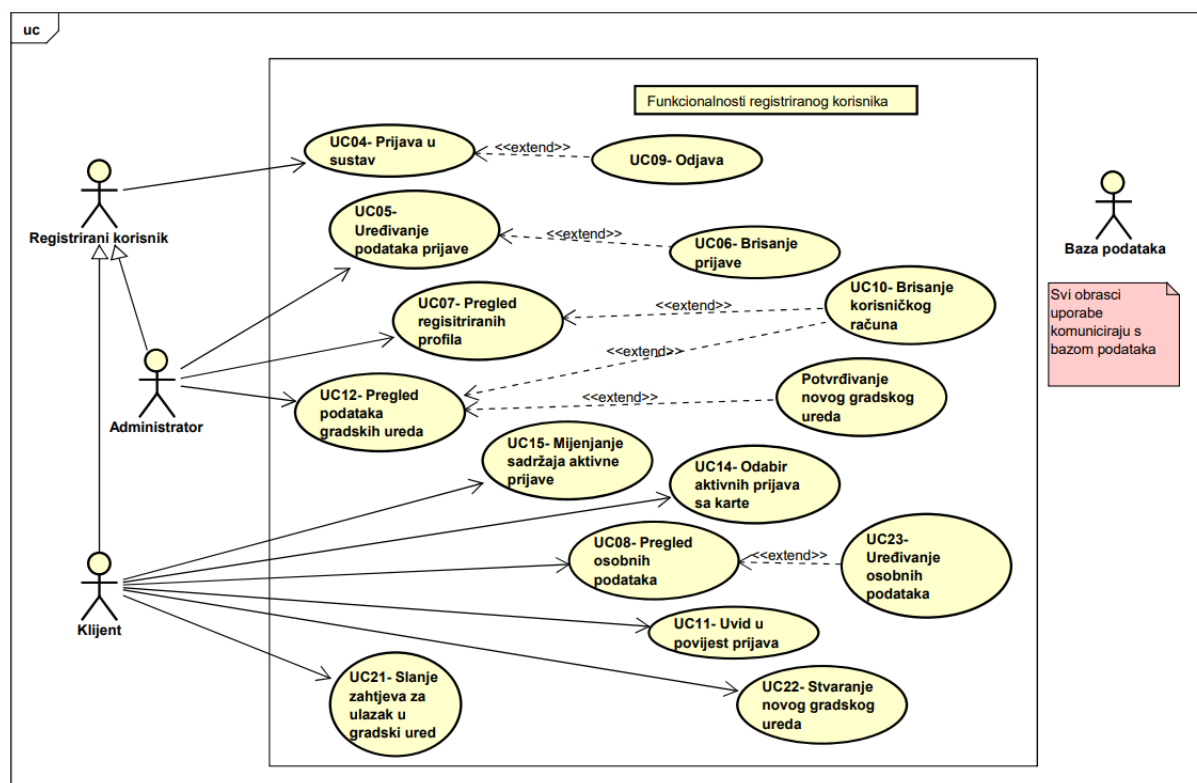 uc
Funkcionalnosti registriranog korisnika
UC04- Prijava u
sustav
<<extend>>
UC09- Odjava
Registrirani korisnik
UC05-
Uređivanje
podataka prijave
<<extend>>
UC06- Brisanje
prijave
Baza podataka
UC07- Pregled
regisitriranih
profila
<<extend>>
UC10- Brisanje
korisničkog
računa
Svi obrasci
uporabe
komuniciraju s
bazom podataka
<<extend>>
Administrator
UC12- Pregled
podataka
gradskih ureda
<<extend>>
Potvrđivanje
novog gradskog
ureda
UC15- Mijenjanje
sadržaja aktivne
prijave
UC14- Odabir
aktivnih prijava
sa karte
UC08- Pregled
osobnih
podataka
<<extend>>
UC23-
Uređivanje
osobnih
podataka
Klijent
UC11- Uvid u
povijest prijava
UC21- Slanje
zahtjeva za
ulazak u
gradski ured
UC22- Stvaranje
novog gradskog
ureda